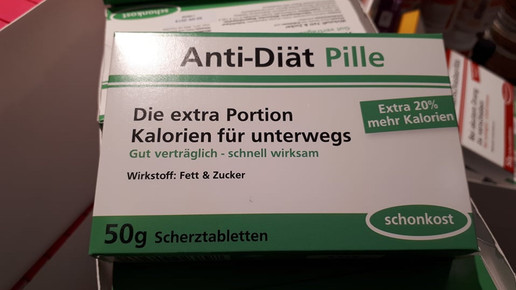 schonkost
Anti-Diät Pille
Die extra Portion
Kalorien für unterwegs
Gut verträglich - schnell wirksam
Wirkstoff: Fett & Zucker
Extra 20%
mehr Kalorien
50g Scherztabletten
schonkost